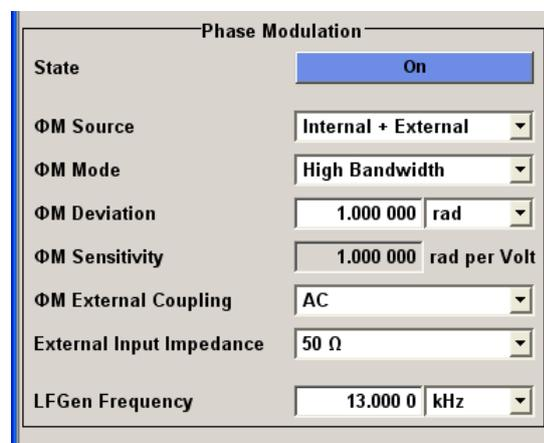 Phase Modulation
State On
ΦM Source Internal + External
ΦM Mode High Bandwidth
ΦM Deviation 1.000 000 rad
ΦM Sensitivity 1.000 000 rad per Volt
ΦM External Coupling AC
External Input Impedance 50 Ω
LFGen Frequency 13.000 0 kHz